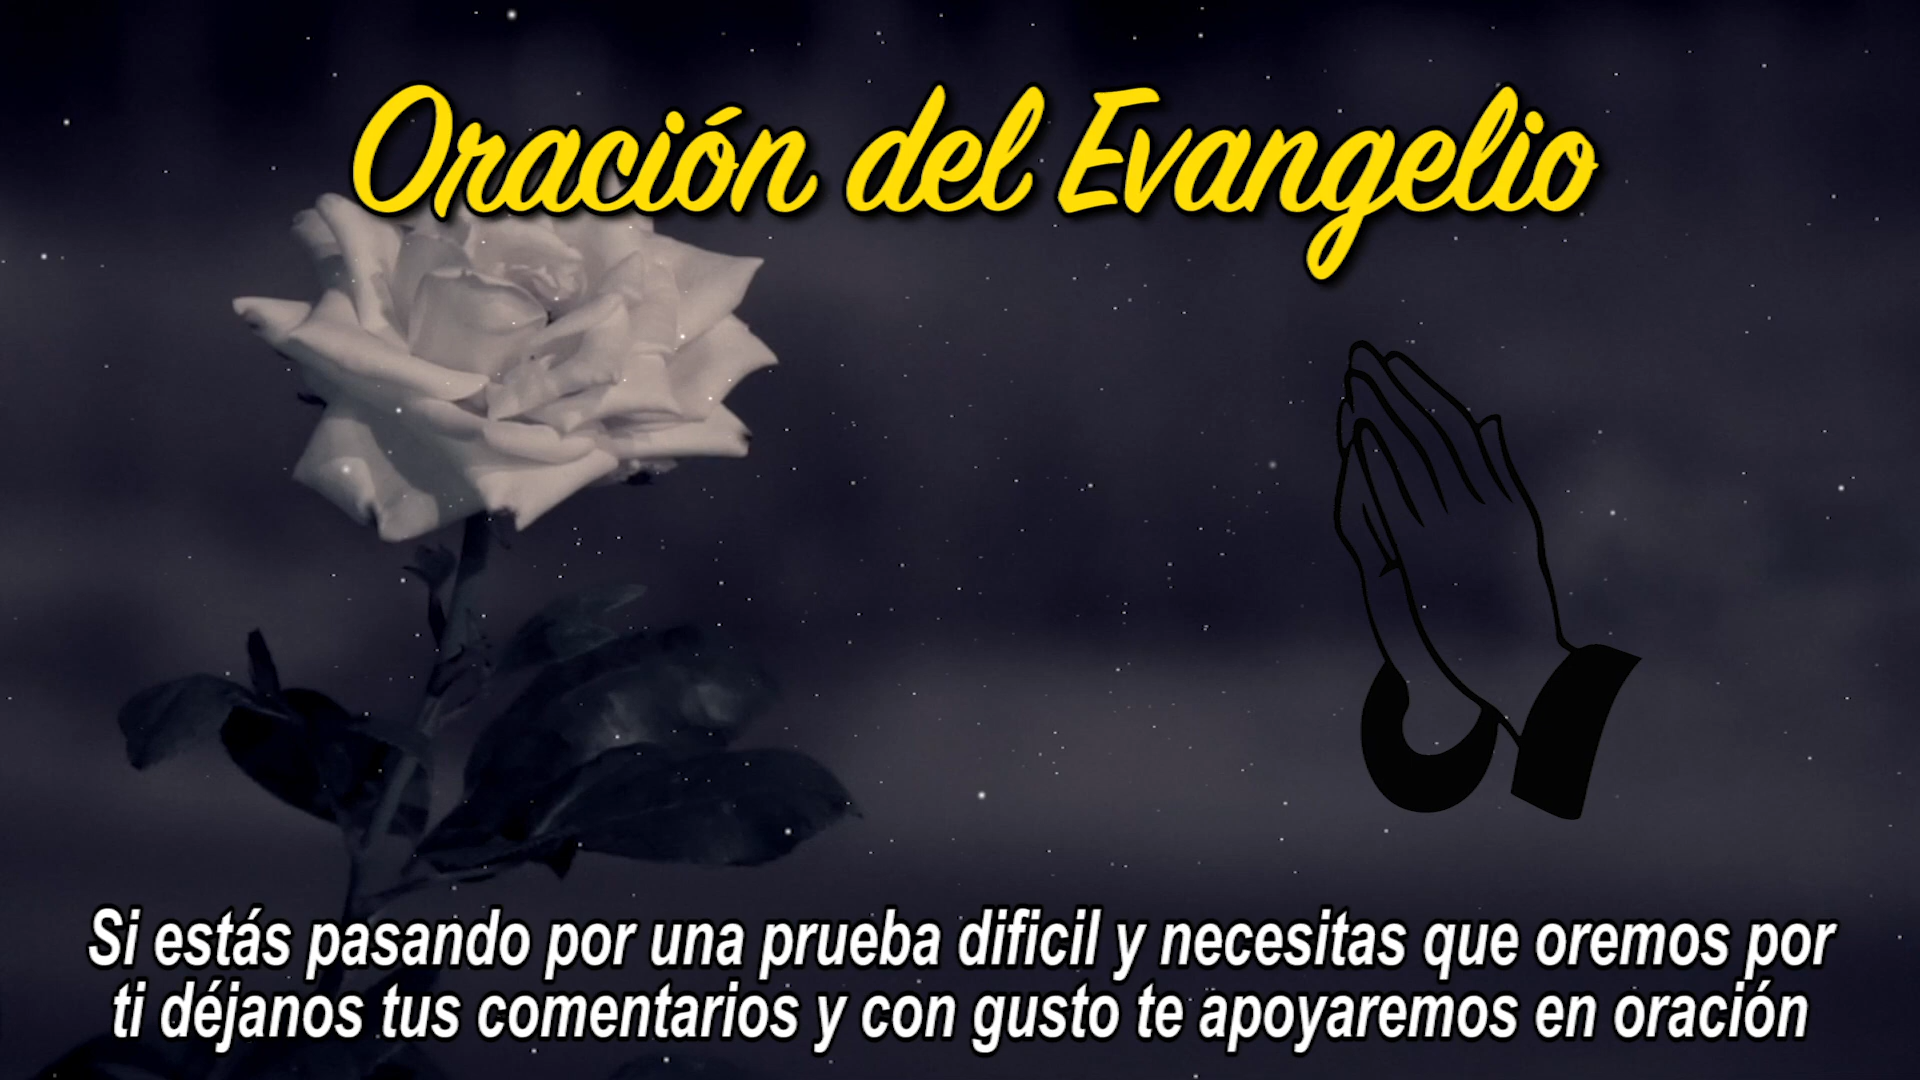 Oración del Evangelio
Si estás pasando por una prueba dificil y necesitas que oremos por
ti déjanos tus comentarios y con gusto te apoyaremos en oración